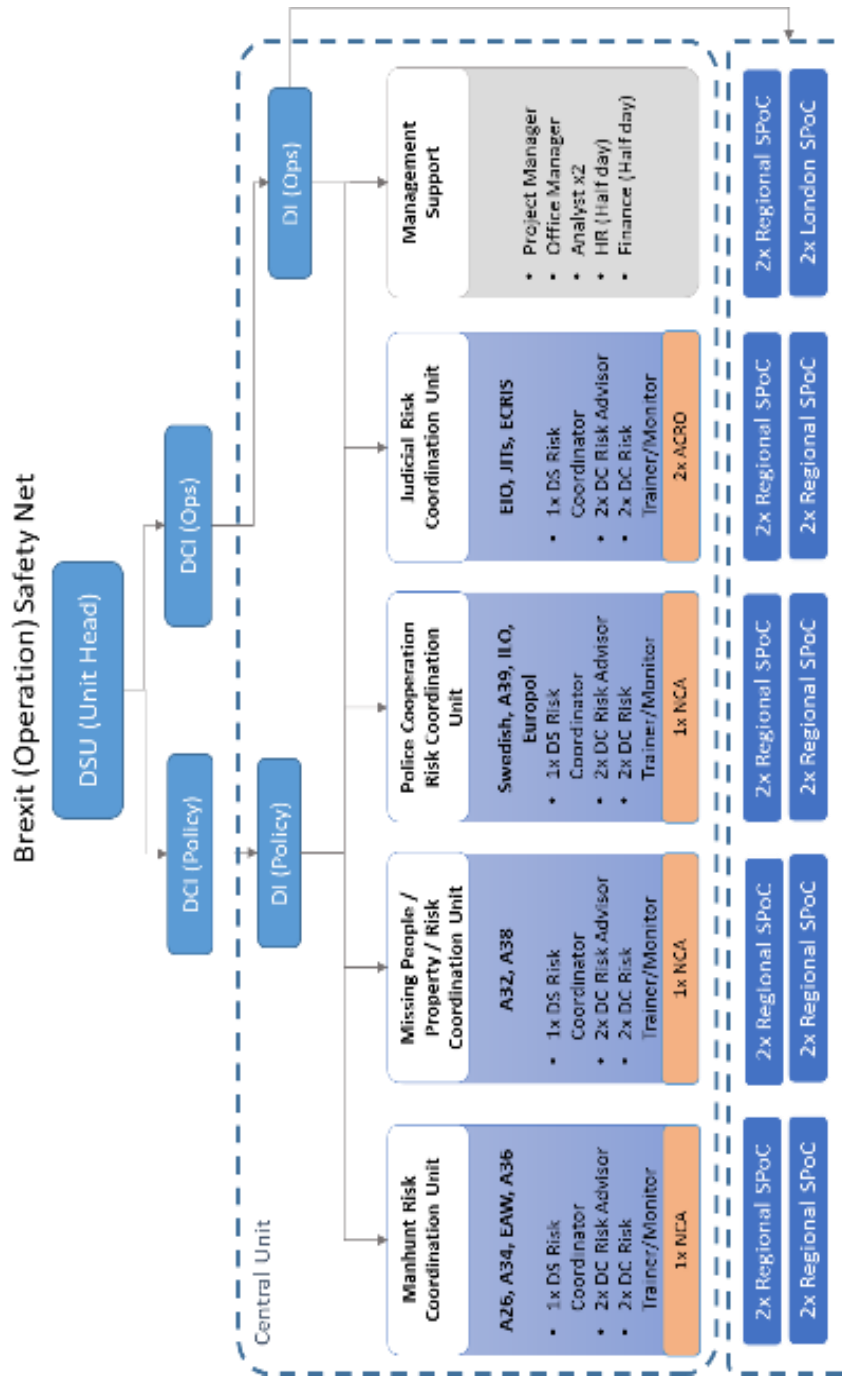 Brexit (Operation) Safety Net
DSU (Unit Head)
DCI (Policy)
DCI (Ops)
Central Unit
DI (Policy)
DI (Ops)
Manhunt Risk
Coordination Unit
A26, A34, EAW, A36
• 1x DS Risk
Coordinator
• 2x DC Risk Advisor
• 2x DC Risk
Trainer/Monitor
1x NCA
Missing People /
Property / Risk
Coordination Unit
A32, A38
• 1x DS Risk
Coordinator
• 2x DC Risk Advisor
• 2x DC Risk
Trainer/Monitor
1x NCA
Police Cooperation
Risk Coordination
Unit
Swedish, A39, ILO,
Europol
• 1x DS Risk
Coordinator
• 2x DC Risk Advisor
• 2x DC Risk
Trainer/Monitor
1x NCA
Judicial Risk
Coordination Unit
EIO, JITs, ECRIS
• 1x DS Risk
Coordinator
• 2x DC Risk Advisor
• 2x DC Risk
Trainer/Monitor
2x ACRO
Management
Support
• Project Manager
• Office Manager
• Analyst x2
• HR (Half day)
• Finance (Half day)
2x Regional SPoC
2x Regional SPoC
2x Regional SPoC
2x Regional SPoC
2x Regional SPoC
2x Regional SPoC
2x Regional SPoC
2x Regional SPoC
2x Regional SPoC
2x London SPoC